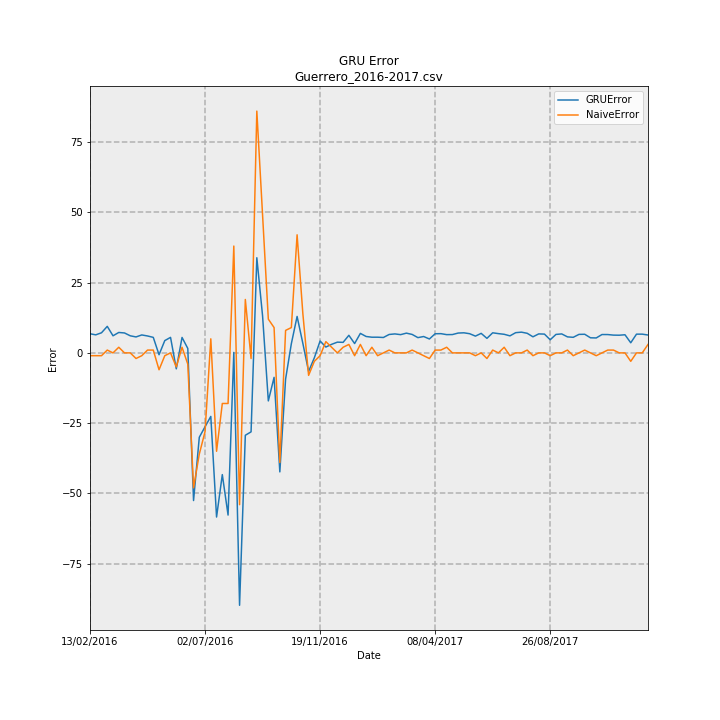 GRU Error
Guerrero_2016-2017.csv
GRUError
NaiveError
75
50
25
0
−25
−50
−75
Error
13/02/2016
02/07/2016
19/11/2016
08/04/2017
26/08/2017
Date